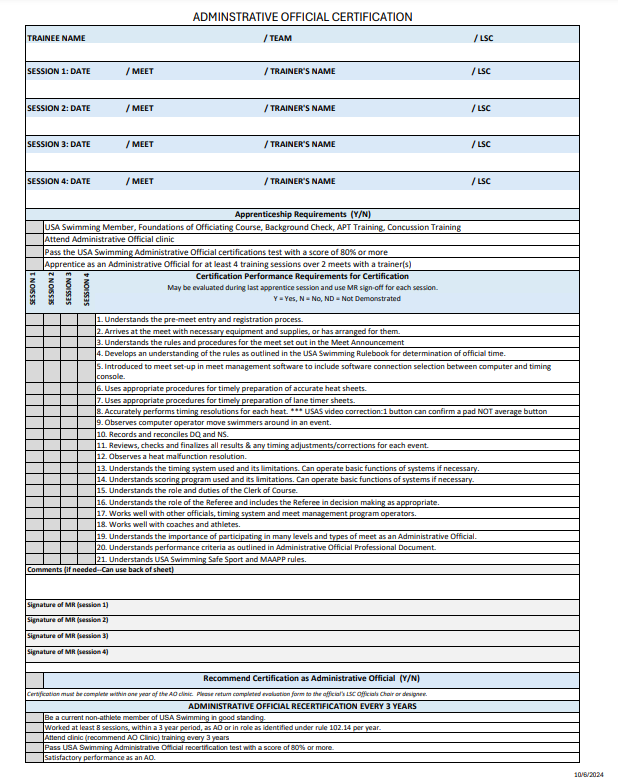 ADMINSTRATIVE OFFICIAL CERTIFICATION
TRAINEE NAME / TEAM / LSC
SESSION 1: DATE / MEET / TRAINER'S NAME / LSC
SESSION 2: DATE / MEET / TRAINER'S NAME / LSC
SESSION 3: DATE / MEET / TRAINER'S NAME / LSC
SESSION 4: DATE / MEET / TRAINER'S NAME / LSC
Apprenticeship Requirements (Y/N)
USA Swimming Member, Foundations of Officiating Course, Background Check, APT Training, Concussion Training
Attend Administrative Official clinic
Pass the USA Swimming Administrative Official certifications test with a score of 80% or more
Apprentice as an Administrative Official for at least 4 training sessions over 2 meets with a trainer(s)
SESSION 1
SESSION 2
SESSION 3
SESSION 4
Certification Performance Requirements for Certification
May be evaluated during last apprentice session and use MR sign-off for each session.
Y = Yes, N = No, ND = Not Demonstrated
1. Understands the pre-meet entry and registration process.
2. Arrives at the meet with necessary equipment and supplies, or has arranged for them.
3. Understands the rules and procedures for the meet set out in the Meet Announcement
4. Develops an understanding of the rules as outlined in the USA Swimming Rulebook for determination of official time.
5. Introduced to meet set-up in meet management software to include software connection selection between computer and timing
console.
6. Uses appropriate procedures for timely preparation of accurate heat sheets.
7. Uses appropriate procedures for timely preparation of lane timer sheets.
8. Accurately performs timing resolutions for each heat. *** USAS video correction:1 button can confirm a pad NOT average button
9. Observes computer operator move swimmers around in an event.
10. Records and reconciles DQ and NS.
11. Reviews, checks and finalizes all results & any timing adjustments/corrections for each event.
12. Observes a heat malfunction resolution.
13. Understands the timing system used and its limitations. Can operate basic functions of systems if necessary.
14. Understands scoring program used and its limitations. Can operate basic functions of systems if necessary.
15. Understands the role and duties of the Clerk of Course.
16. Understands the role of the Referee and includes the Referee in decision making as appropriate.
17. Works well with other officials, timing system and meet management program operators.
18. Works well with coaches and athletes.
19. Understands the importance of participating in many levels and types of meet as an Administrative Official.
20. Understands performance criteria as outlined in Administrative Official Professional Document.
21. Understands USA Swimming Safe Sport and MAAPP rules.
Comments (if needed--Can use back of sheet)
Signature of MR (session 1)
Signature of MR (session 2)
Signature of MR (session 3)
Signature of MR (session 4)
Recommend Certification as Administrative Official (Y/N)
Certification must be complete within one year of the AO clinic. Please return completed evaluation form to the official's LSC Officials Chair or designee.
ADMINISTRATIVE OFFICIAL RECERTIFICATION EVERY 3 YEARS
Be a current non-athlete member of USA Swimming in good standing.
Worked at least 8 sessions, within a 3 year period, as AO or in role as identified under rule 102.14 per year.
Attend clinic (recommend AO Clinic) training every 3 years
Pass USA Swimming Administrative Official recertification test with a score of 80% or more.
Satisfactory performance as an AO.
10/6/2024